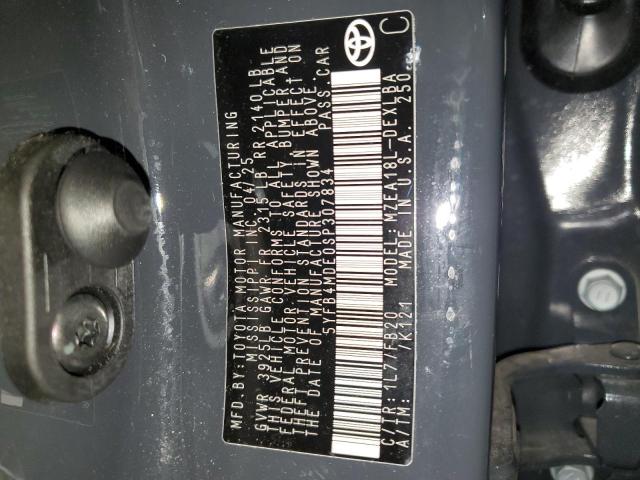 MFD. BY: TOYOTA MOTOR MANUFACTURING
MISSISSIPPI, INC. 04/25
GVWR 3925LB GAWR FR 2315LB RR 2140LB
THIS VEHICLE CONFORMS TO ALL APPLICABLE
FEDERAL MOTOR VEHICLE SAFETY, BUMPER, AND
THEFT PREVENTION STANDARDS IN EFFECT ON
THE DATE OF MANUFACTURE SHOWN ABOVE.
5YFB4MDE0SP307834 PASS. CAR
C/TR: 1L7/FB20 MODEL: MZEA18L-DEXLBA
A/TM: /K121 MADE IN U.S.A. 250
C